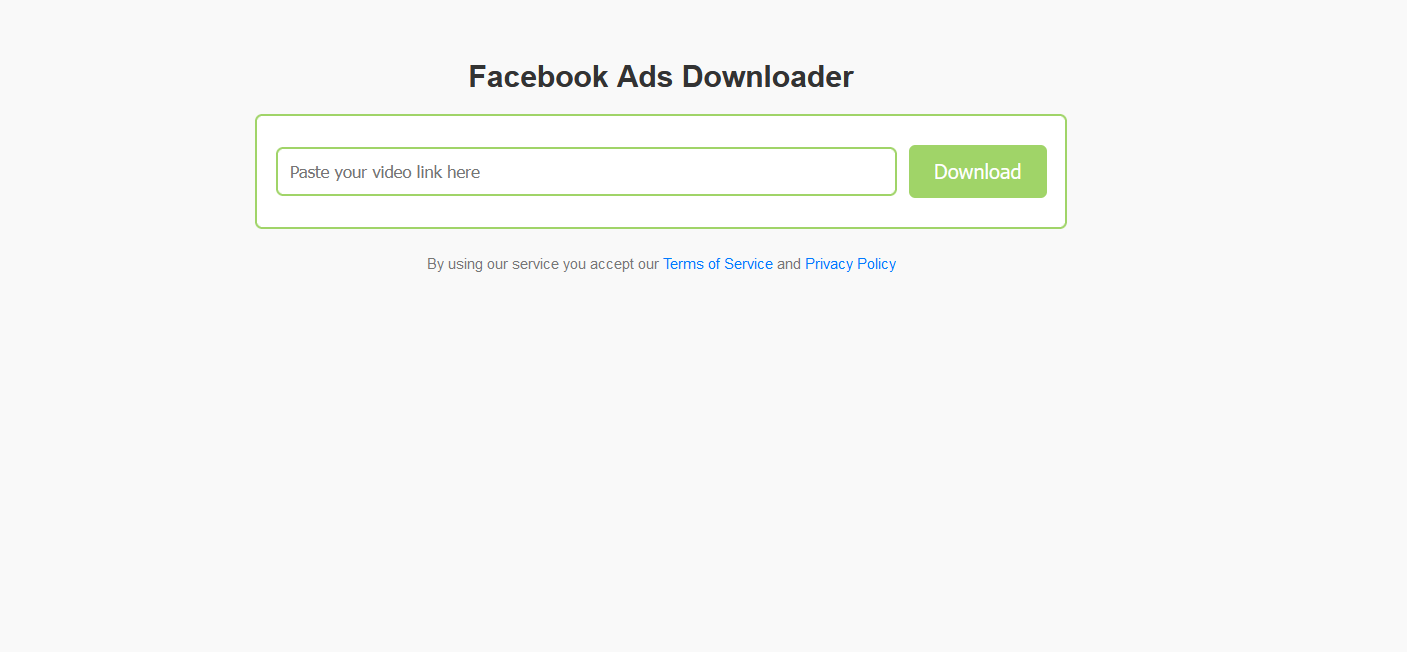 Facebook Ads Downloader
Paste your video link here
Download
By using our service you accept our Terms of Service and Privacy Policy